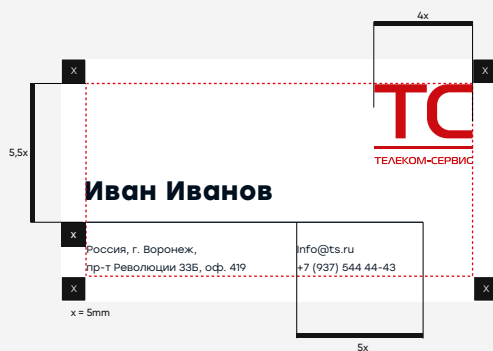 4x
x
x
TC
ТЕЛЕКОМ-СЕРВИС
5,5x
Иван Иванов
x
Россия, г. Воронеж,
пр-т Революции 33Б, оф. 419
Info@ts.ru
+7 (937) 544 44-43
x
x
x = 5mm
5x